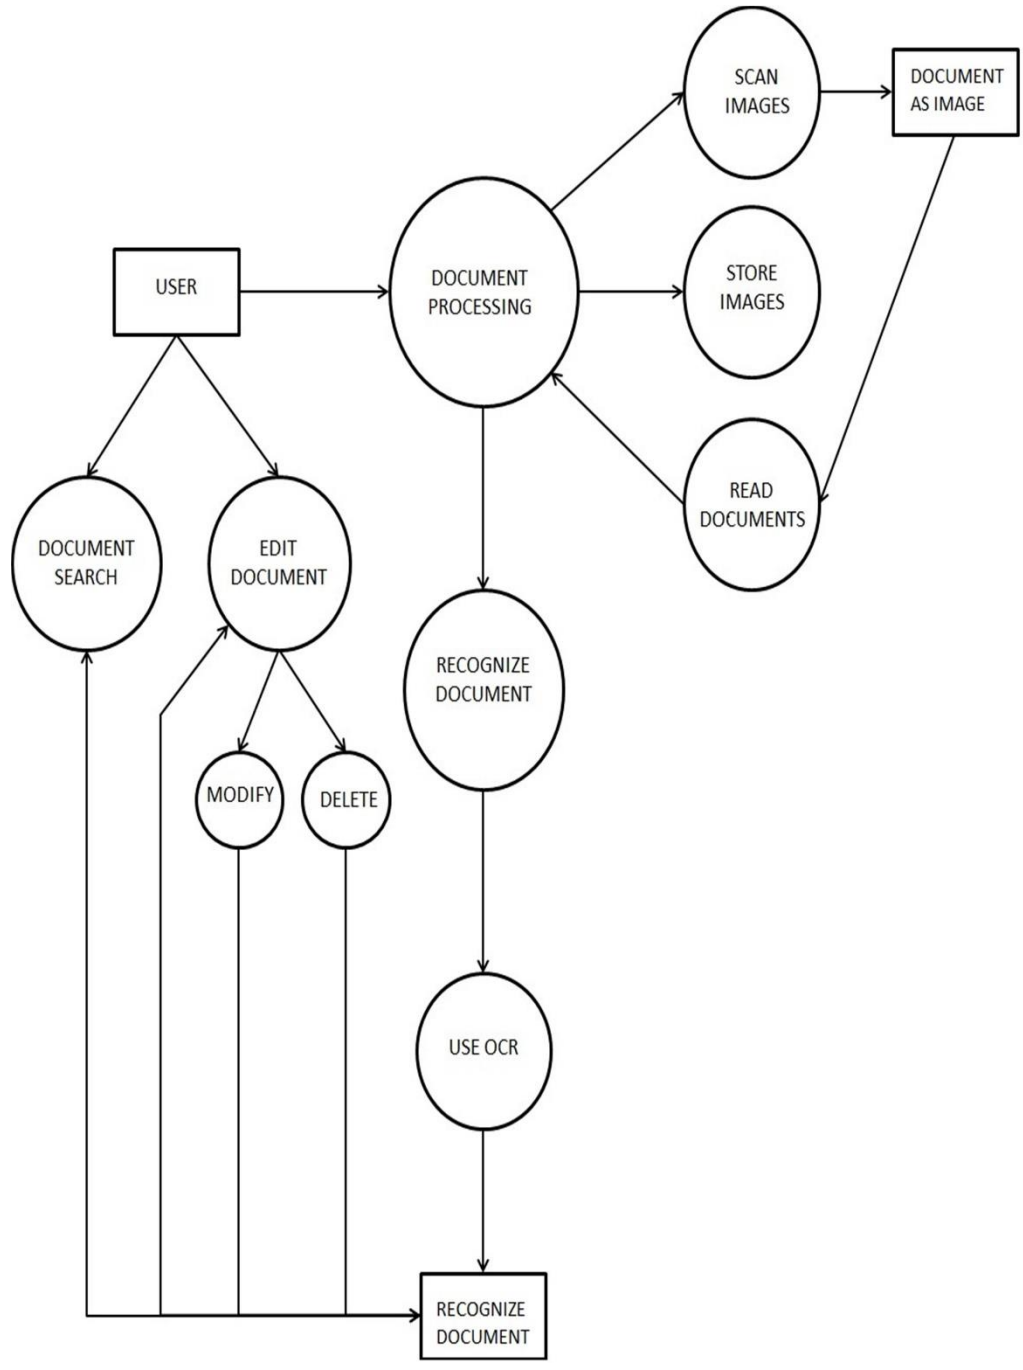 SCAN
IMAGES
DOCUMENT
AS IMAGE
USER
DOCUMENT
PROCESSING
STORE
IMAGES
READ
DOCUMENTS
DOCUMENT
SEARCH
EDIT
DOCUMENT
RECOGNIZE
DOCUMENT
MODIFY
DELETE
USE OCR
RECOGNIZE
DOCUMENT